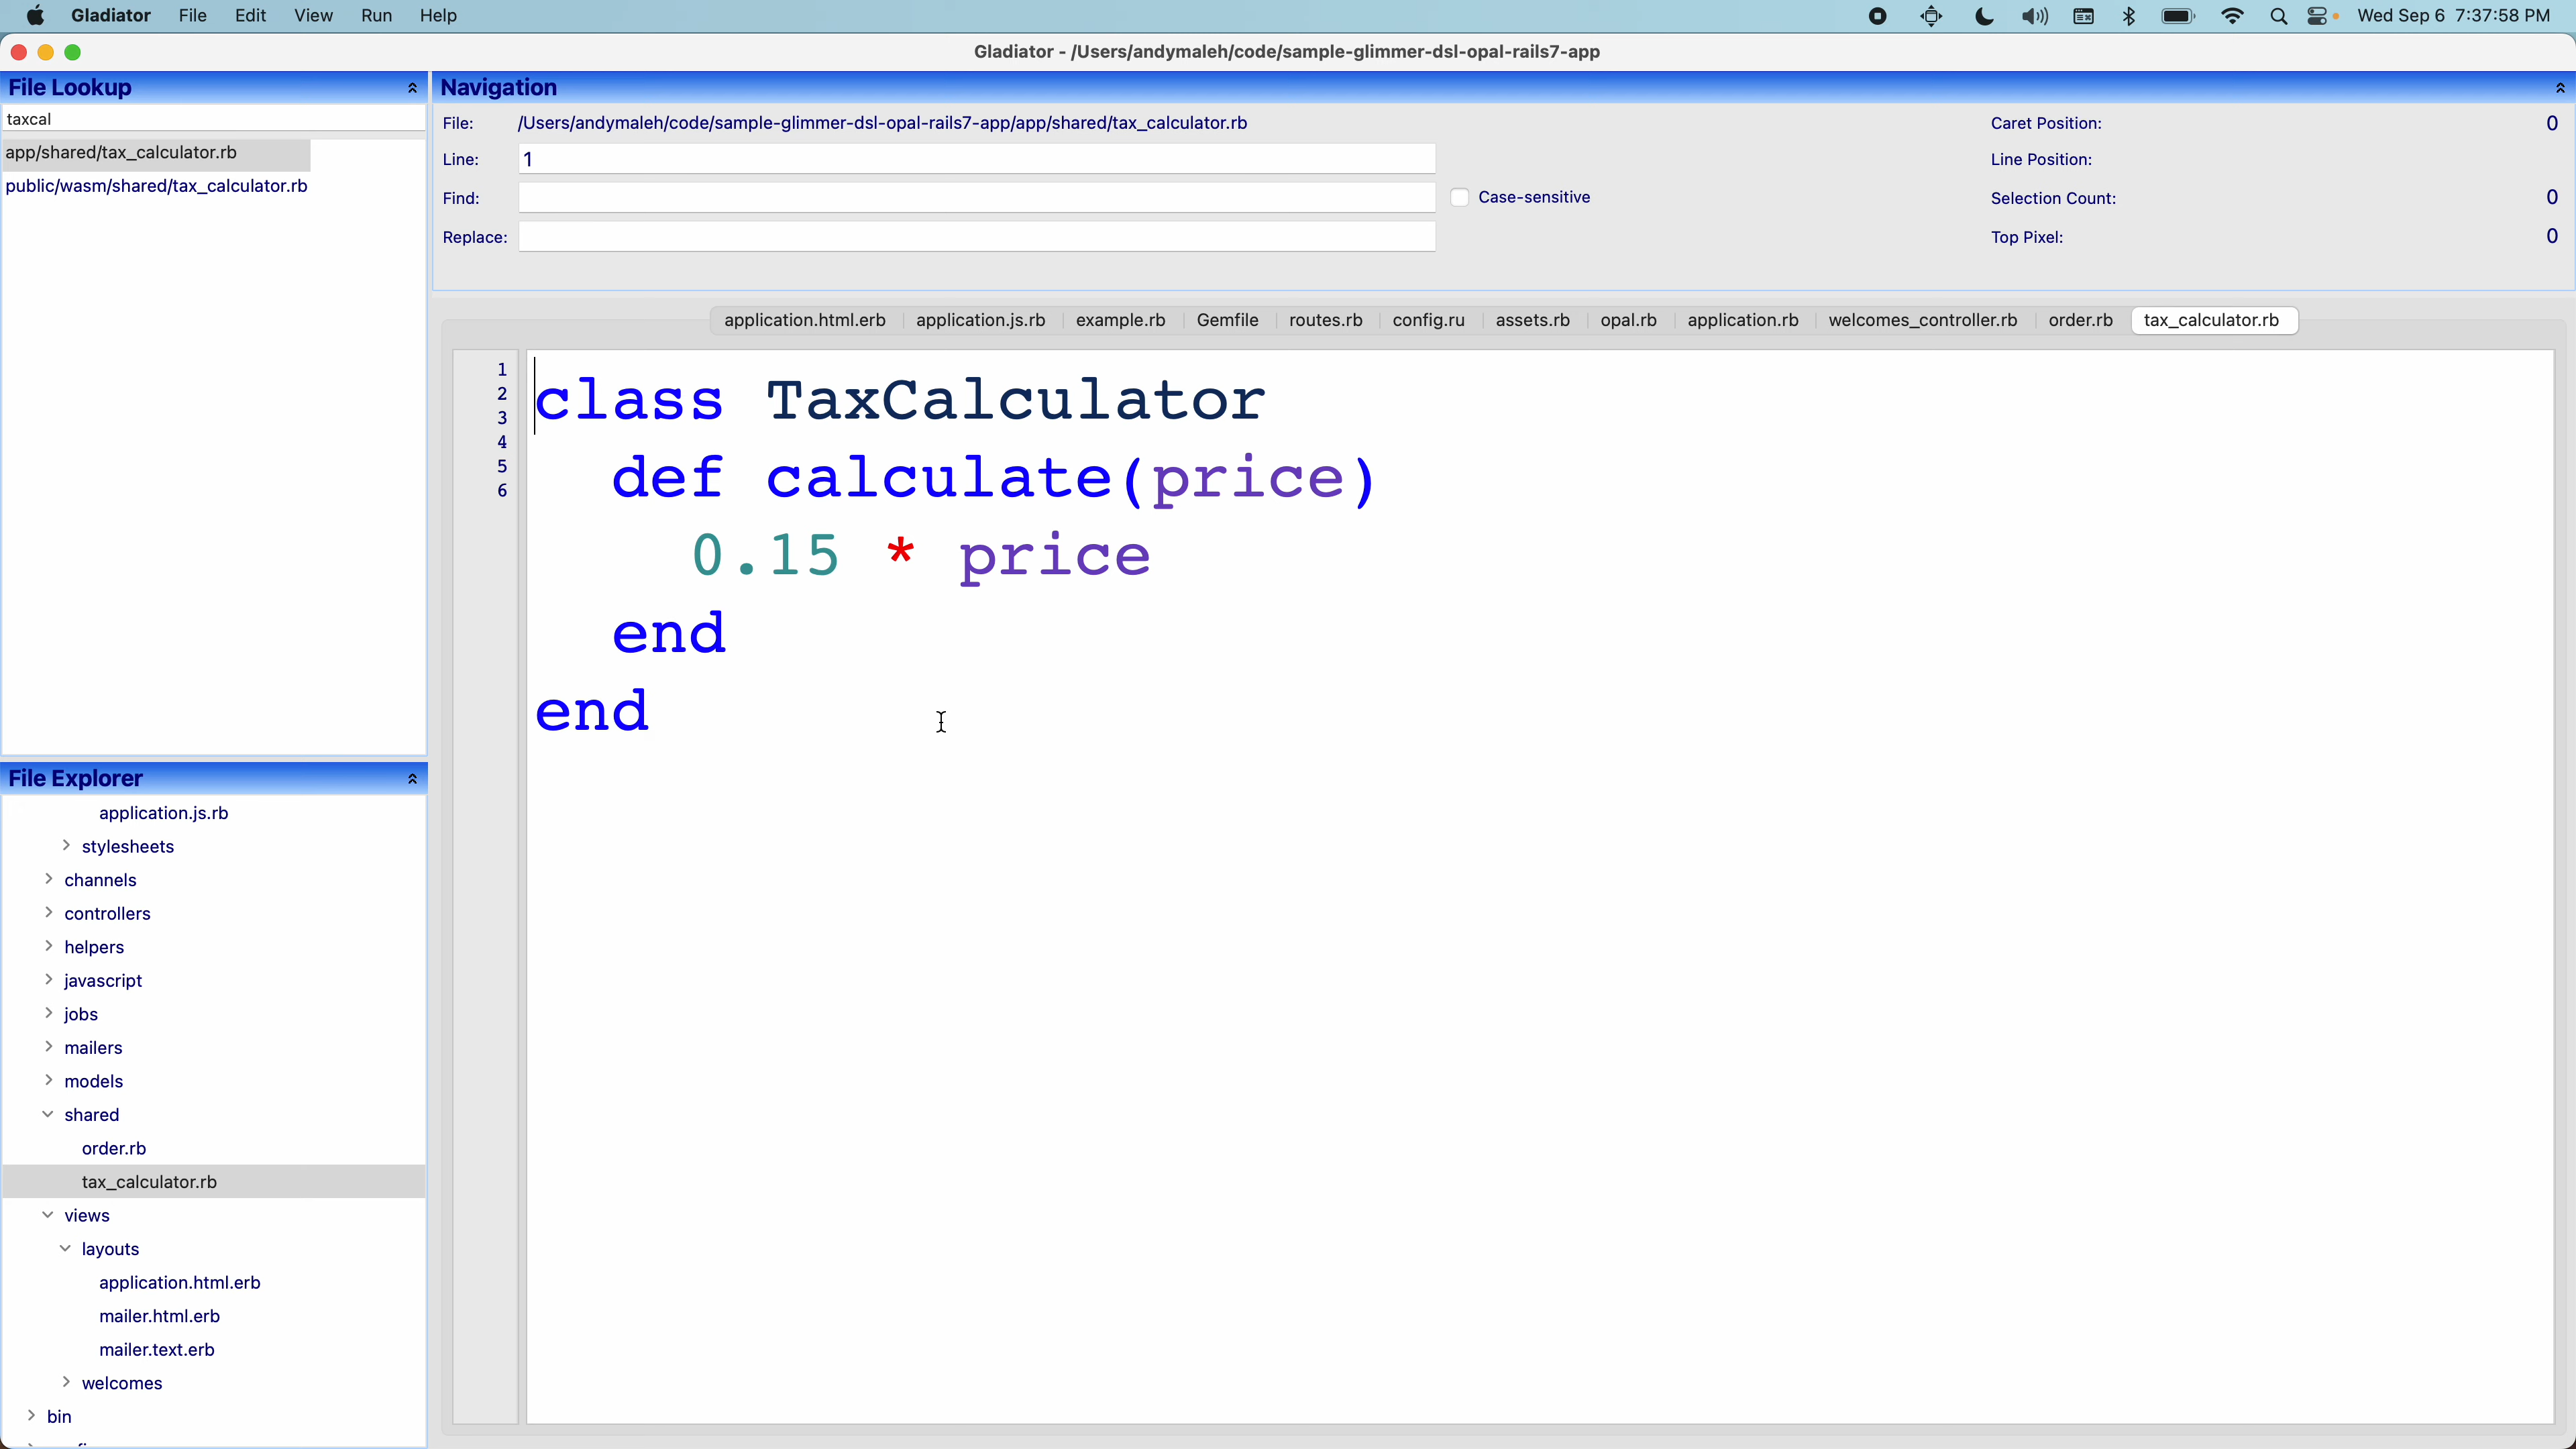 Gladiator File Edit View Run Help Wed Sep 6 7:37:58 PM
Gladiator - /Users/andymaleh/code/sample-glimmer-dsl-opal-rails7-app
File Lookup
taxcal
app/shared/tax_calculator.rb
public/wasm/shared/tax_calculator.rb
File Explorer
application.js.rb
stylesheets
channels
controllers
helpers
javascript
jobs
mailers
models
shared
order.rb
tax_calculator.rb
views
layouts
application.html.erb
mailer.html.erb
mailer.text.erb
welcomes
bin
Navigation
File: /Users/andymaleh/code/sample-glimmer-dsl-opal-rails7-app/app/shared/tax_calculator.rb Caret Position: 0
Line: 1 Line Position:
Find: Case-sensitive Selection Count: 0
Replace: Top Pixel: 0
application.html.erb application.js.rb example.rb Gemfile routes.rb config.ru assets.rb opal.rb application.rb welcomes_controller.rb order.rb tax_calculator.rb
1
2
3
4
5
6
class TaxCalculator
def calculate(price)
0.15 * price
end
end